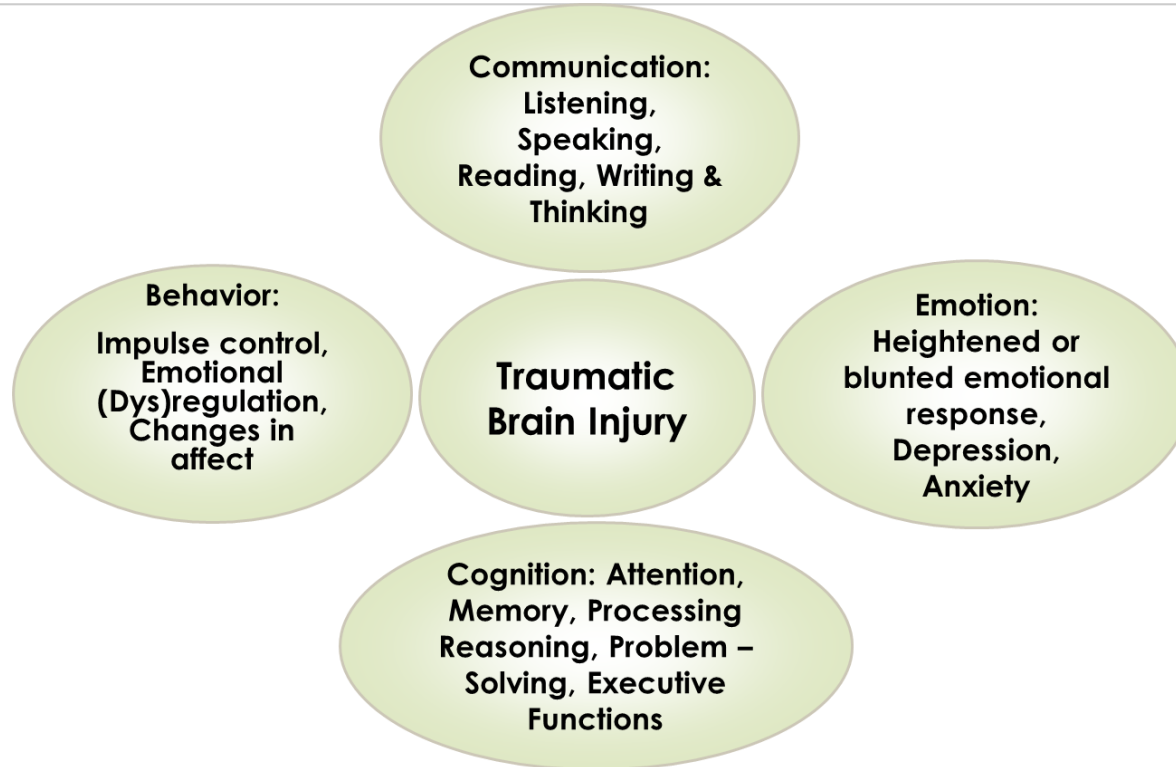 Communication:
Listening,
Speaking,
Reading, Writing &
Thinking
Behavior:
Impulse control,
Emotional
(Dys)regulation,
Changes in
affect
Traumatic
Brain Injury
Emotion:
Heightened or
blunted emotional
response,
Depression,
Anxiety
Cognition: Attention,
Memory, Processing
Reasoning, Problem –
Solving, Executive
Functions